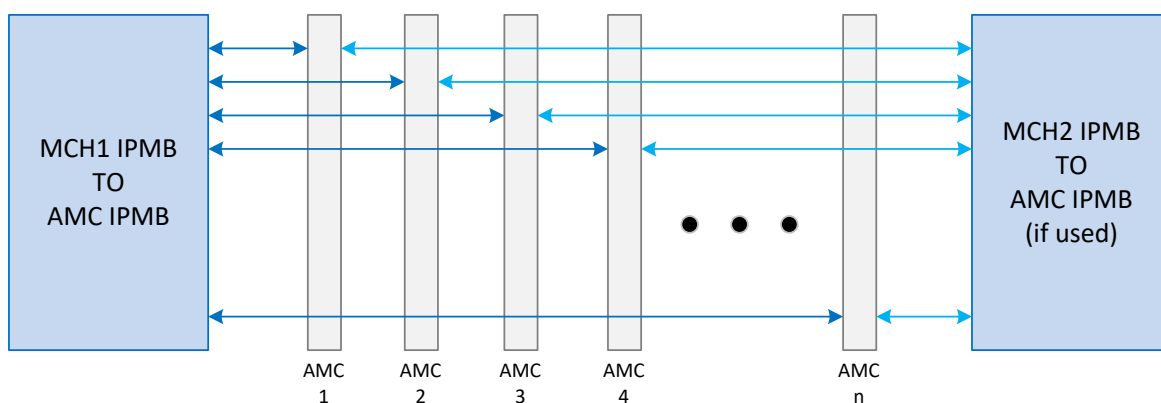 MCH1 IPMB
TO
AMC IPMB
MCH2 IPMB
TO
AMC IPMB
(if used)
AMC
1
AMC
2
AMC
3
AMC
4
AMC
n